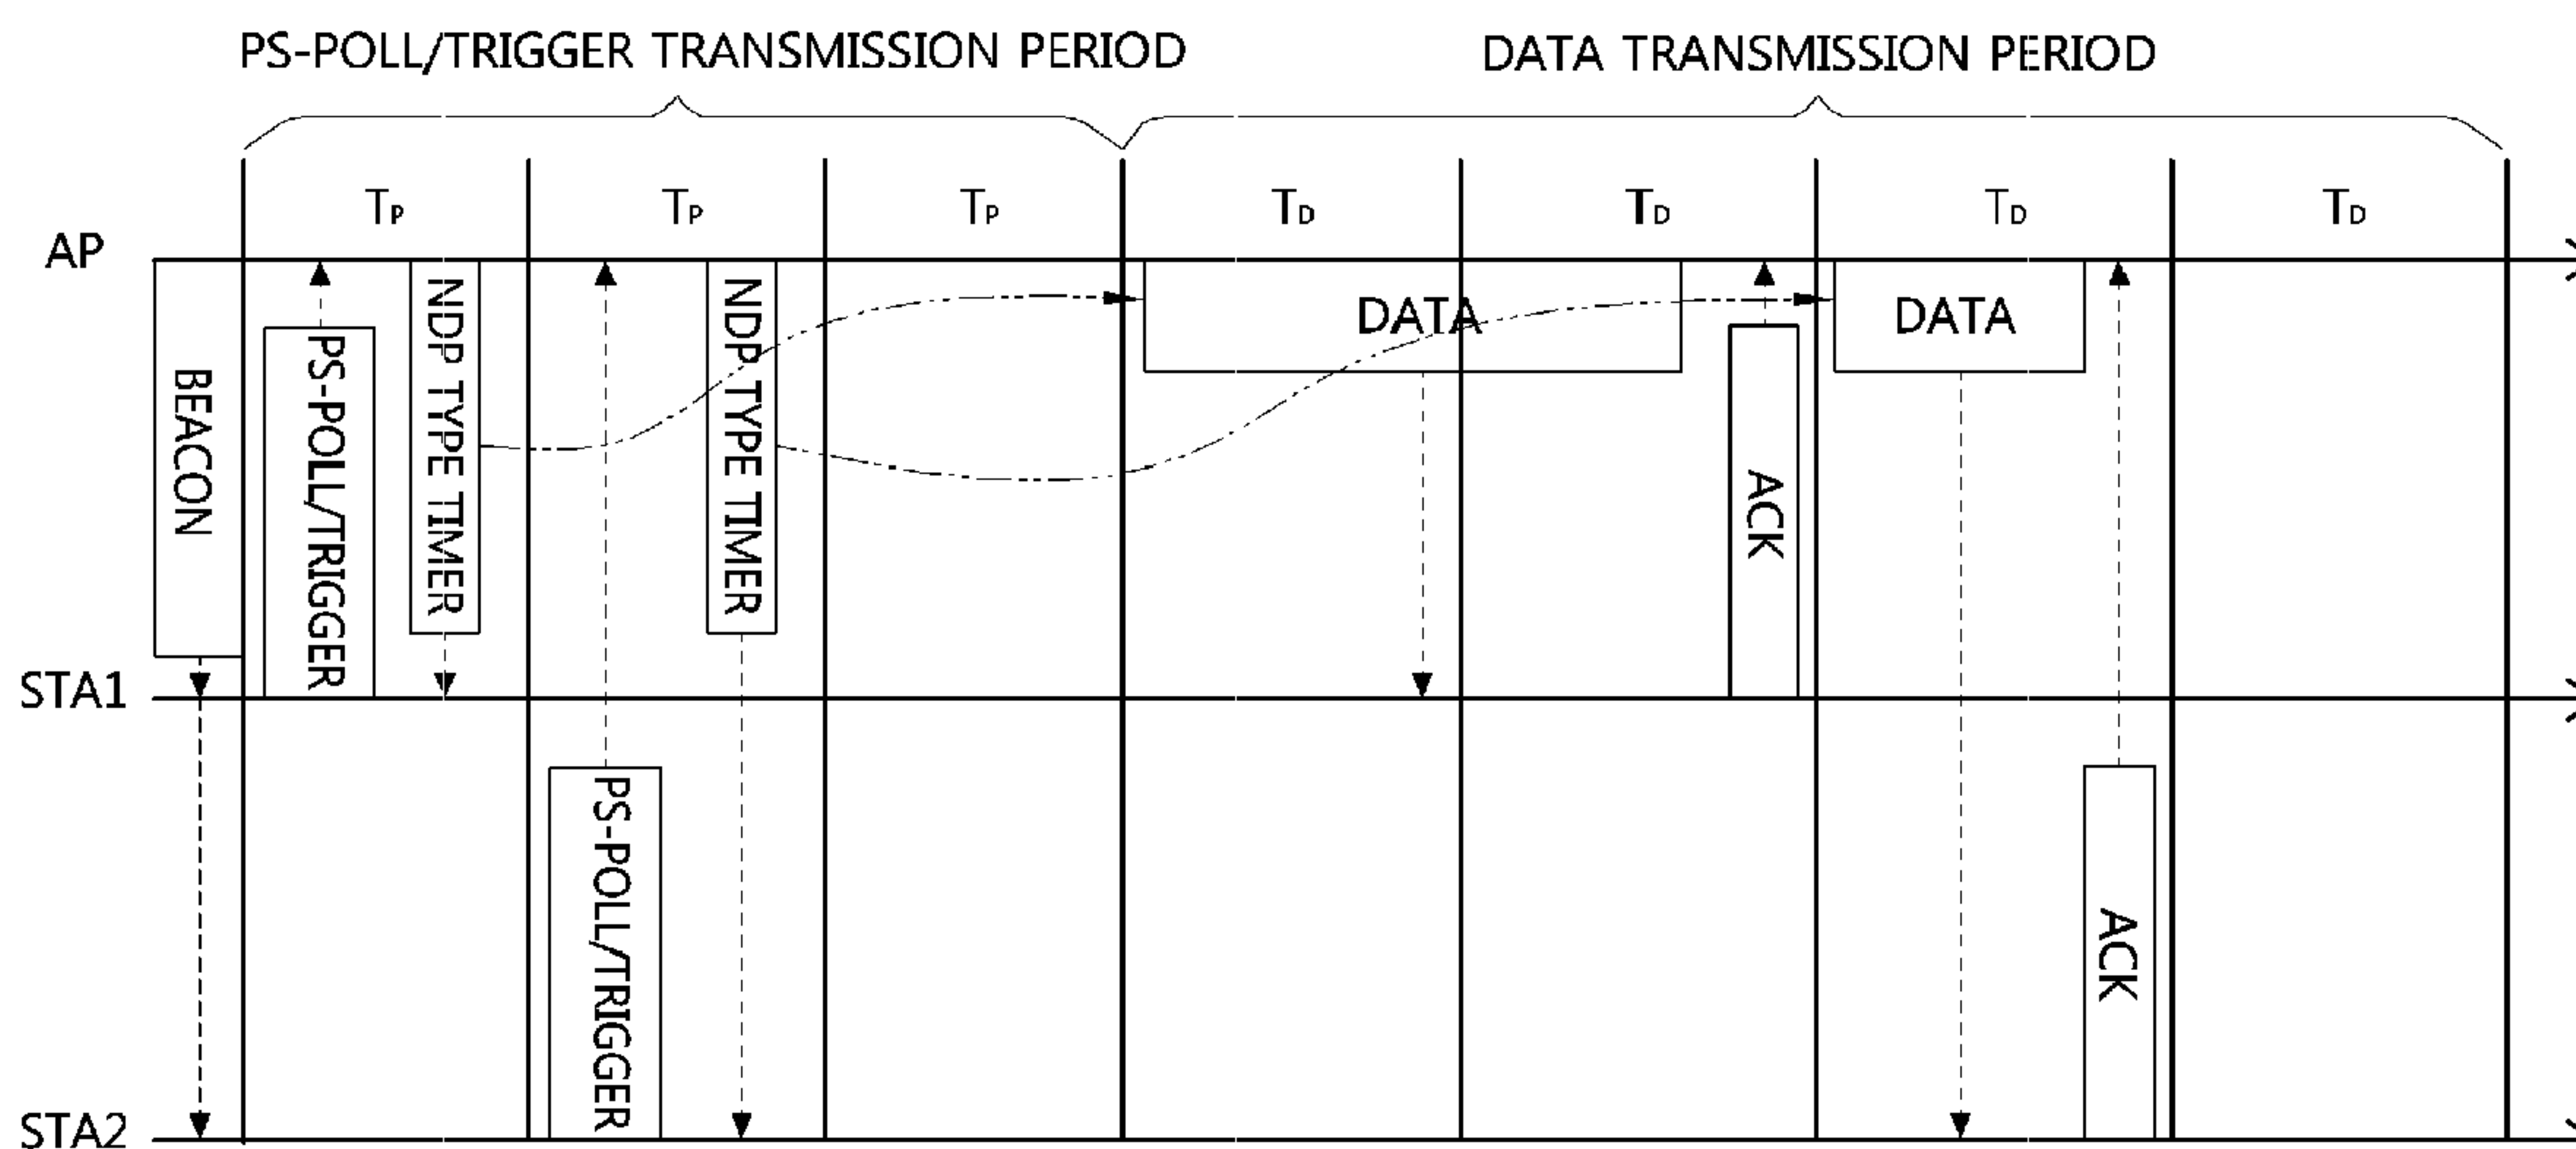 PS-POLL/TRIGGER TRANSMISSION PERIOD
DATA TRANSMISSION PERIOD
TP
TP
TP
TD
TD
TD
TD
AP
BEACON
PS-POLL/TRIGGER
NDP TYPE TIMER
NDP TYPE TIMER
DATA
ACK
DATA
STA1
PS-POLL/TRIGGER
ACK
STA2